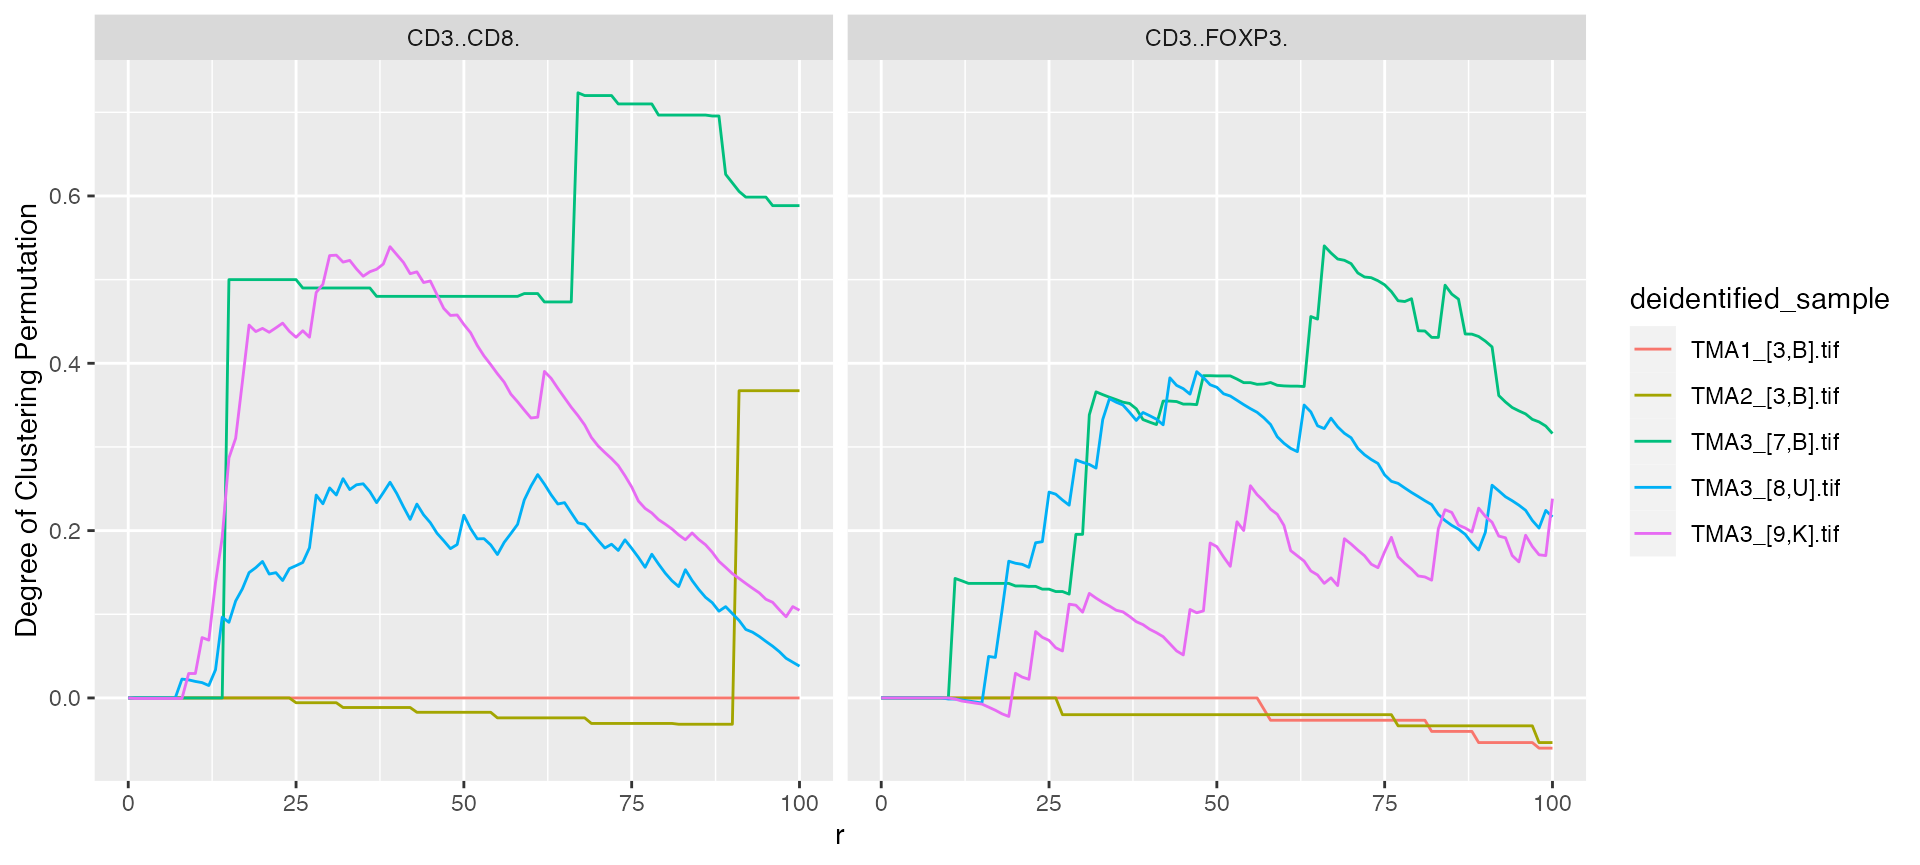 CD3..CD8.
CD3..FOXP3.
Degree of Clustering Permutation
0.6
0.4
0.2
0.0
0 25 50 75 100
0 25 50 75 100
r
deidentified_sample
TMA1_[3,B].tif
TMA2_[3,B].tif
TMA3_[7,B].tif
TMA3_[8,U].tif
TMA3_[9,K].tif